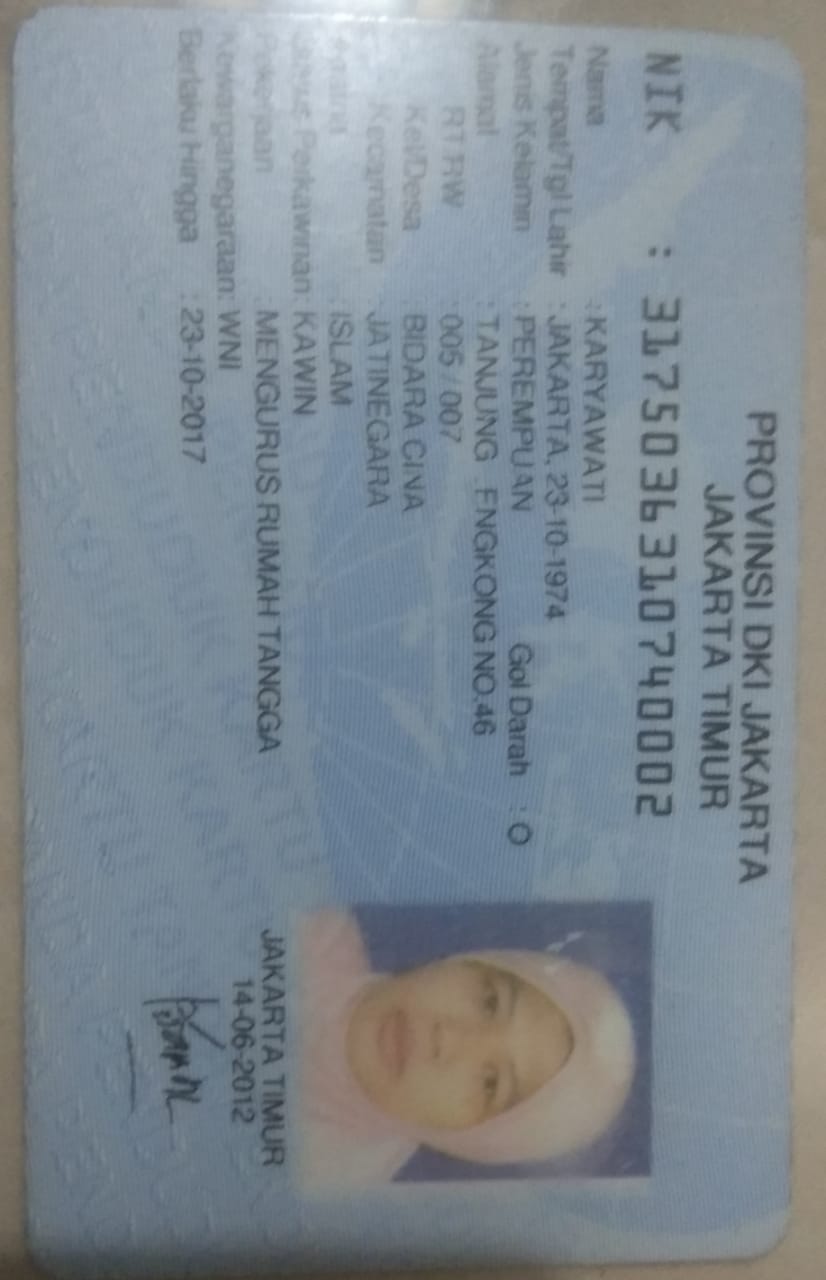 PROVINSI DKI JAKARTA
JAKARTA TIMUR
NIK : 3175036310740002
Nama : KARYAWATI
Tempat/Tgl Lahir : JAKARTA, 23-10-1974
Jenis Kelamin : PEREMPUAN Gol Darah : O
Alamat : TANJUNG ENGKONG NO.46
RT/RW : 005 / 007
Kel/Desa : BIDARA CINA
Kecamatan : JATINEGARA
Agama : ISLAM
Status Perkawinan: KAWIN
Pekerjaan : MENGURUS RUMAH TANGGA
Kewarganegaraan: WNI
Berlaku Hingga : 23-10-2017
JAKARTA TIMUR
14-06-2012